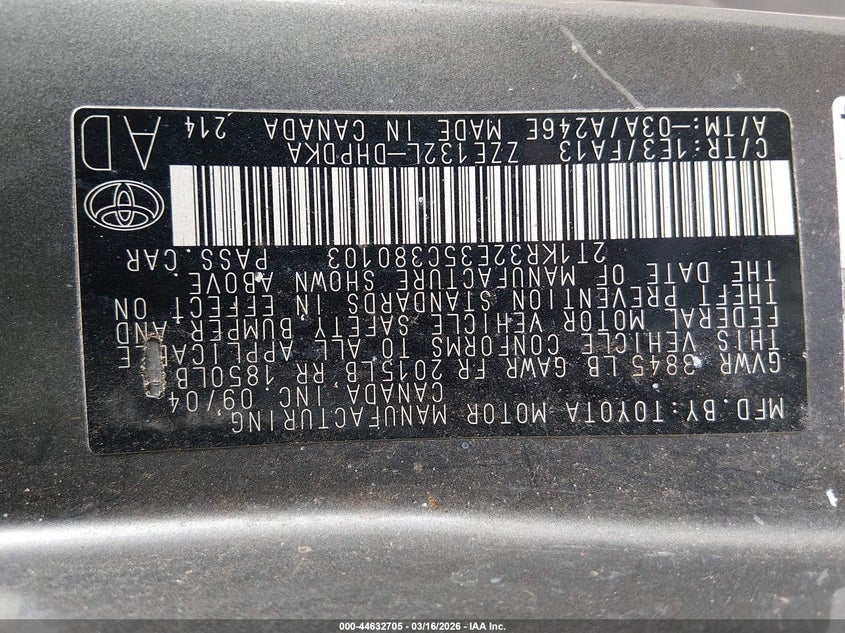 MFD. BY: TOYOTA MOTOR MANUFACTURING,
CANADA, INC. 09/04
GVWR 3845 LB GAWR FR 2015LB RR 1850LB
THIS VEHICLE CONFORMS TO ALL APPLICABLE
FEDERAL MOTOR VEHICLE SAFETY BUMPER AND
THEFT PREVENTION STANDARDS IN EFFECT ON
THE DATE OF MANUFACTURE SHOWN ABOVE.
2T1KR32E35C380103 PASS. CAR
C/TR:1E3/FA13 ZZE132L-DHPDKA
A/TM:-03A/A246E MADE IN CANADA 214
AD
000-44632705 - 03/16/2026 - IAA Inc.